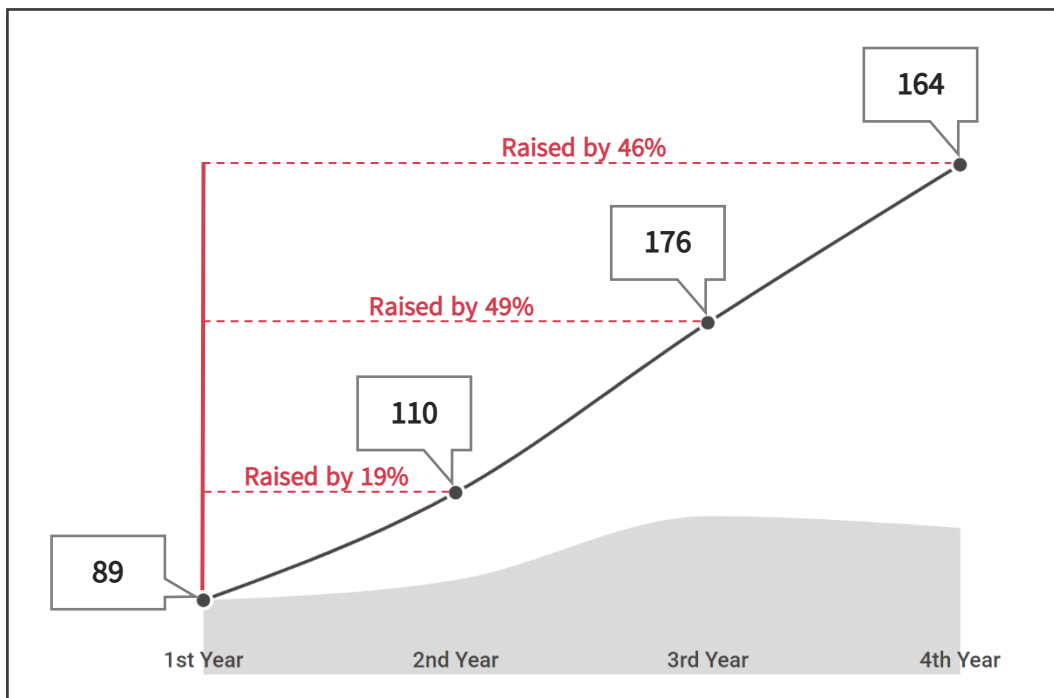 164
Raised by 46%
176
Raised by 49%
110
Raised by 19%
89
1st Year
2nd Year
3rd Year
4th Year